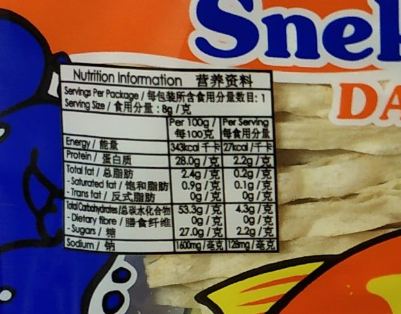 Snek
DA
Nutrition Information 营养资料
Servings Per Package / 每包装所含食用分量数目: 1
Serving Size / 食用分量 : 8g / 克
Per 100g / 每100克 Per Serving 每食用分量
Energy / 能量 343kcal 千卡 27kcal / 千卡
Protein / 蛋白质 28.0g / 克 2.2g / 克
Total fat / 总脂肪 2.4g / 克 0.2g / 克
- Saturated fat / 饱和脂肪 0.9g / 克 0.1g / 克
- Trans fat / 反式脂肪 0g / 克 0g / 克
Total Carbohydrates / 总碳水化合物 53.3g / 克 4.3g / 克
- Dietary fibre / 膳食纤维 0g / 克 0g / 克
- Sugars / 糖 27.0g / 克 2.2g / 克
Sodium / 钠 1600mg / 毫克 128mg / 毫克